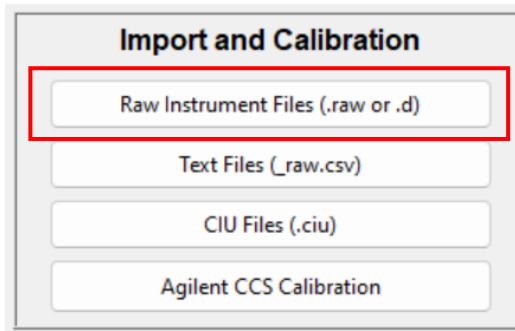 Import and Calibration
Raw Instrument Files (.raw or .d)
Text Files (_raw.csv)
CIU Files (.ciu)
Agilent CCS Calibration